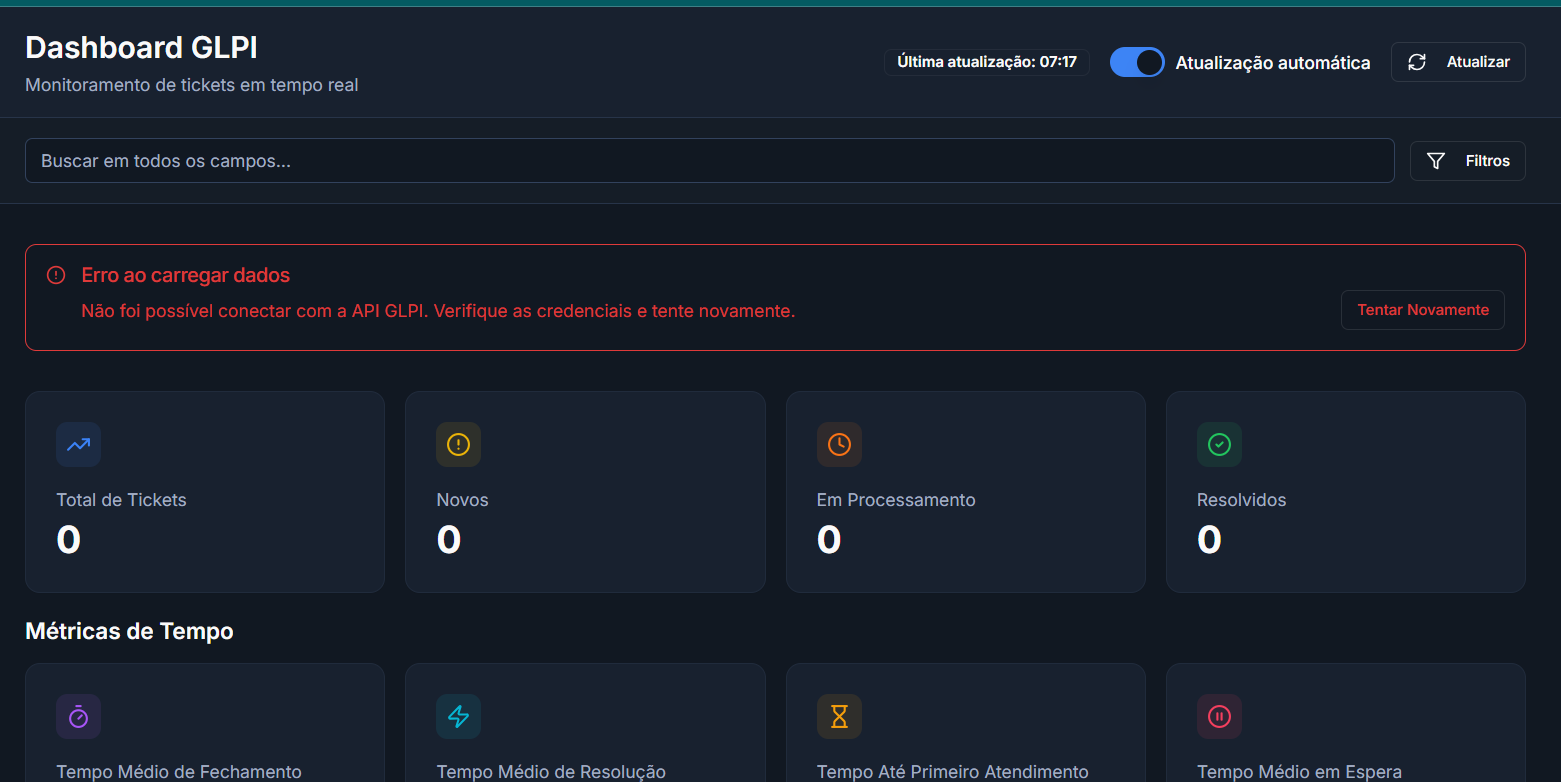 Dashboard GLPI
Monitoramento de tickets em tempo real
Última atualização: 07:17
Atualização automática
Atualizar
Buscar em todos os campos...
Filtros
Erro ao carregar dados
Não foi possível conectar com a API GLPI. Verifique as credenciais e tente novamente.
Tentar Novamente
Total de Tickets
0
Novos
0
Em Processamento
0
Resolvidos
0
Métricas de Tempo
Tempo Médio de Fechamento
Tempo Médio de Resolução
Tempo Até Primeiro Atendimento
Tempo Médio em Espera